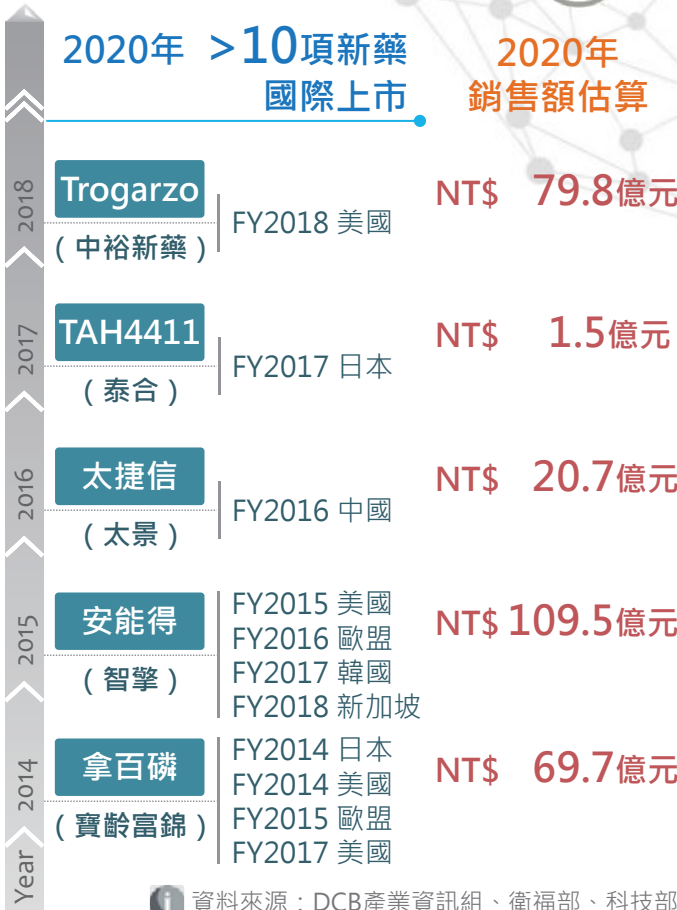 2020年 >10項新藥
國際上市
2020年
銷售額估算
2018
Trogarzo
（中裕新藥）
FY2018 美國
NT$ 79.8億元
2017
TAH4411
（泰合）
FY2017 日本
NT$ 1.5億元
2016
太捷信
（太景）
FY2016 中國
NT$ 20.7億元
2015
安能得
（智擎）
FY2015 美國
FY2016 歐盟
FY2017 韓國
FY2018 新加坡
NT$ 109.5億元
2014
拿百磷
（寶齡富錦）
FY2014 日本
FY2014 美國
FY2015 歐盟
FY2017 美國
NT$ 69.7億元
Year
資料來源：DCB產業資訊組、衛福部、科技部